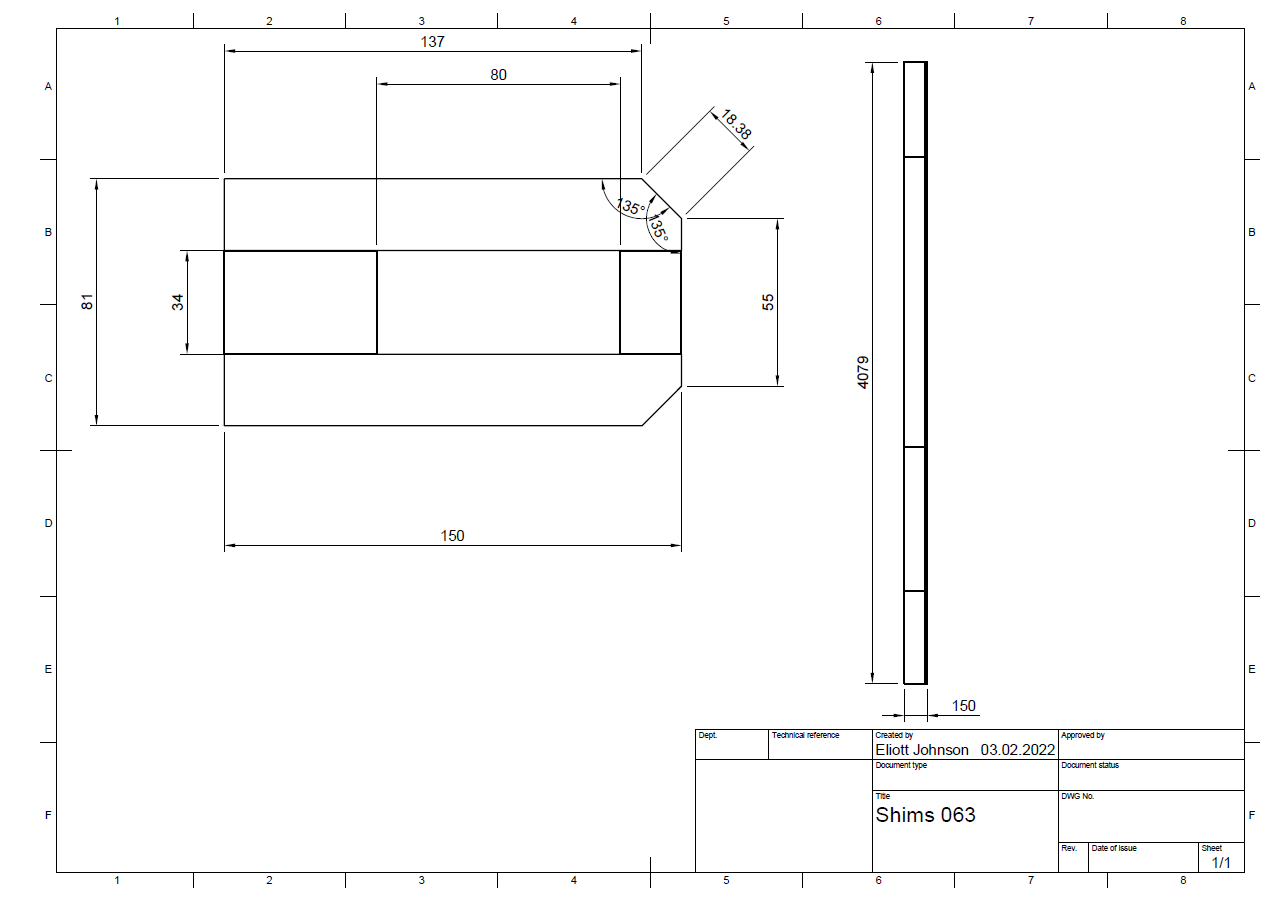 1 2 3 4 5 6 7 8
137
80
A A
18.38
135°
135°
B B
81
34
55
4079
C C
150
D D
E E
150
Dept. Technical reference Created by Approved by
Eliott Johnson 03.02.2022
Document type Document status
Title DWG No.
Shims 063
F F
Rev. Date of issue Sheet
1/1
1 2 3 4 5 6 7 8